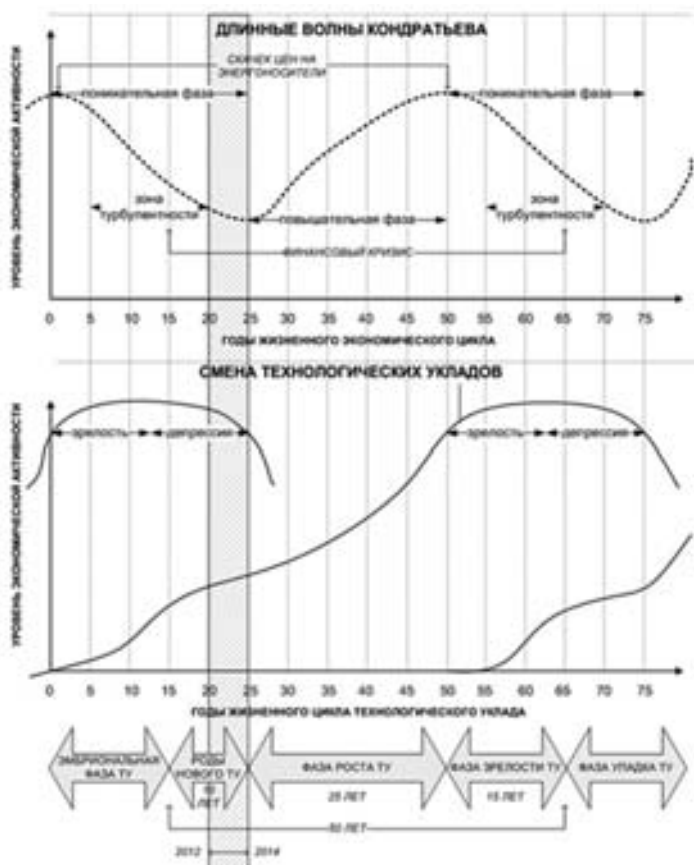 ДЛИННЫЕ ВОЛНЫ КОНДРАТЬЕВА
СКАЧЕК ЦЕН НА
ЭНЕРГОНОСИТЕЛИ
понижательная фаза
понижательная фаза
зона
турбулентности
зона
турбулентности
повышательная фаза
ФИНАНСОВЫЙ КРИЗИС
УРОВЕНЬ ЭКОНОМИЧЕСКОЙ АКТИВНОСТИ
0 5 10 15 20 25 30 35 40 45 50 55 60 65 70 75
ГОДЫ ЖИЗНЕННОГО ЭКОНОМИЧЕСКОГО ЦИКЛА
СМЕНА ТЕХНОЛОГИЧЕСКИХ УКЛАДОВ
зрелость депрессия зрелость депрессия
УРОВЕНЬ ЭКОНОМИЧЕСКОЙ АКТИВНОСТИ
0 5 10 15 20 25 30 35 40 45 50 55 60 65 70 75
ГОДЫ ЖИЗНЕННОГО ЦИКЛА ТЕХНОЛОГИЧЕСКОГО УКЛАДА
ЭМБРИОНАЛЬНАЯ
ФАЗА ТУ
РОДЫ
НОВОГО ТУ
10
ЛЕТ
ФАЗА РОСТА ТУ
25 ЛЕТ
ФАЗА ЗРЕЛОСТИ ТУ
15 ЛЕТ
ФАЗА УПАДКА ТУ
50 ЛЕТ
2012 2014